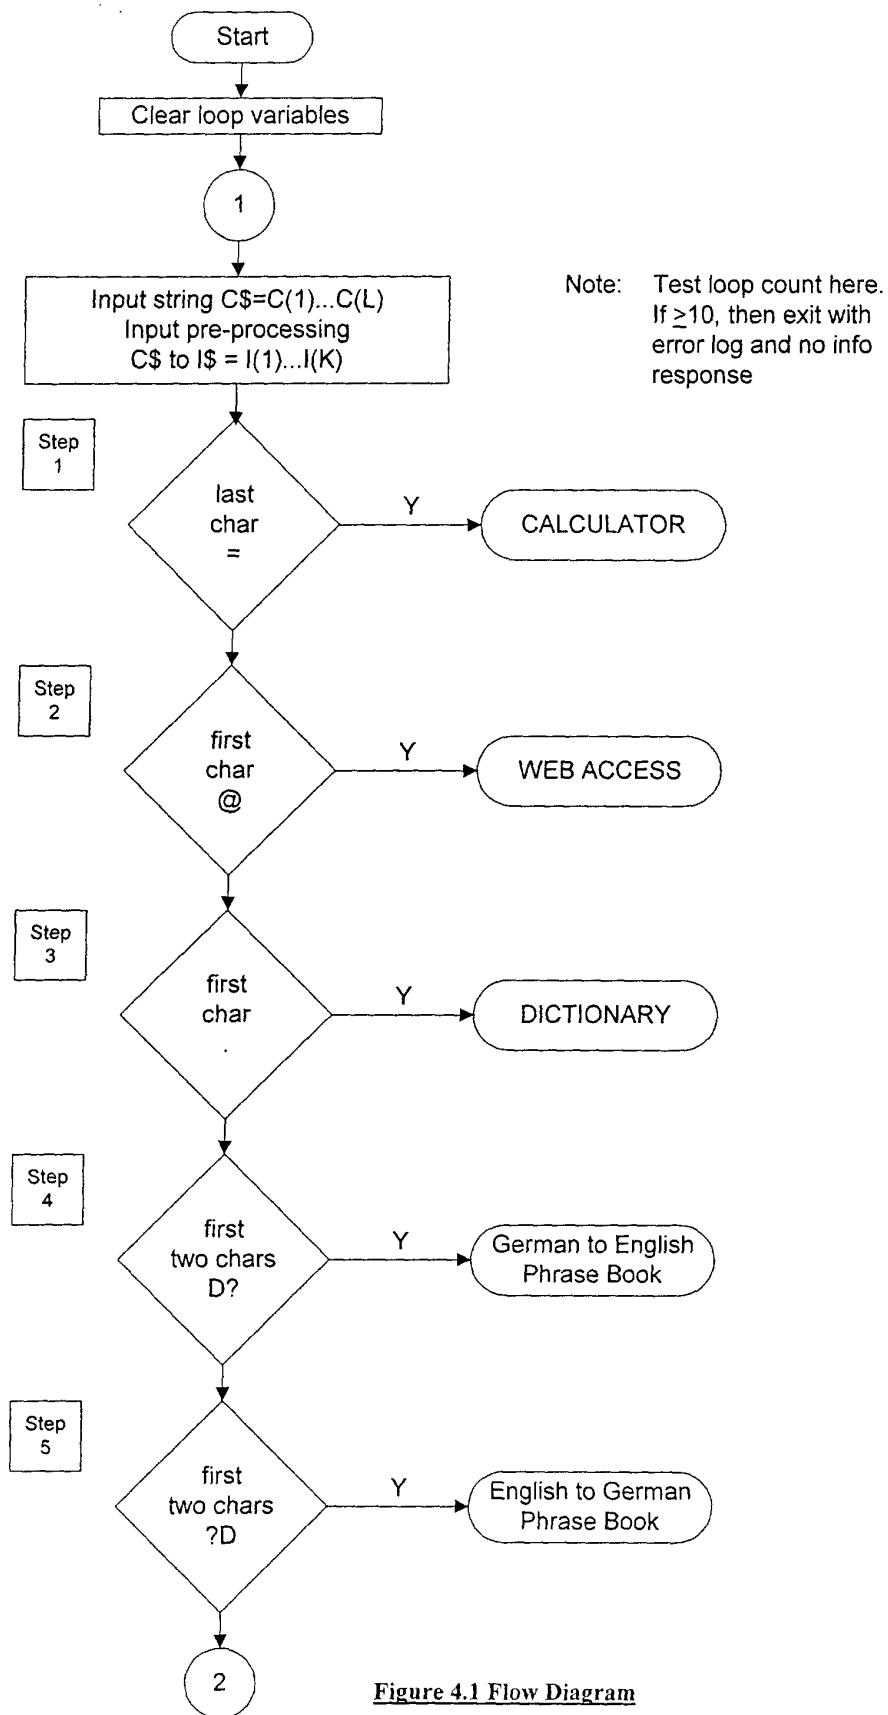 Start
Clear loop variables
1
Input string C$=C(1)...C(L)
Input pre-processing
C$ to I$ = I(1)...I(K)
Note: Test loop count here.
If ≥10, then exit with
error log and no info
response
Step
1
last
char
=
Y
CALCULATOR
Step
2
first
char
@
Y
WEB ACCESS
Step
3
first
char
.
Y
DICTIONARY
Step
4
first
two chars
D?
Y
German to English
Phrase Book
Step
5
first
two chars
?D
Y
English to German
Phrase Book
2
Figure 4.1 Flow Diagram